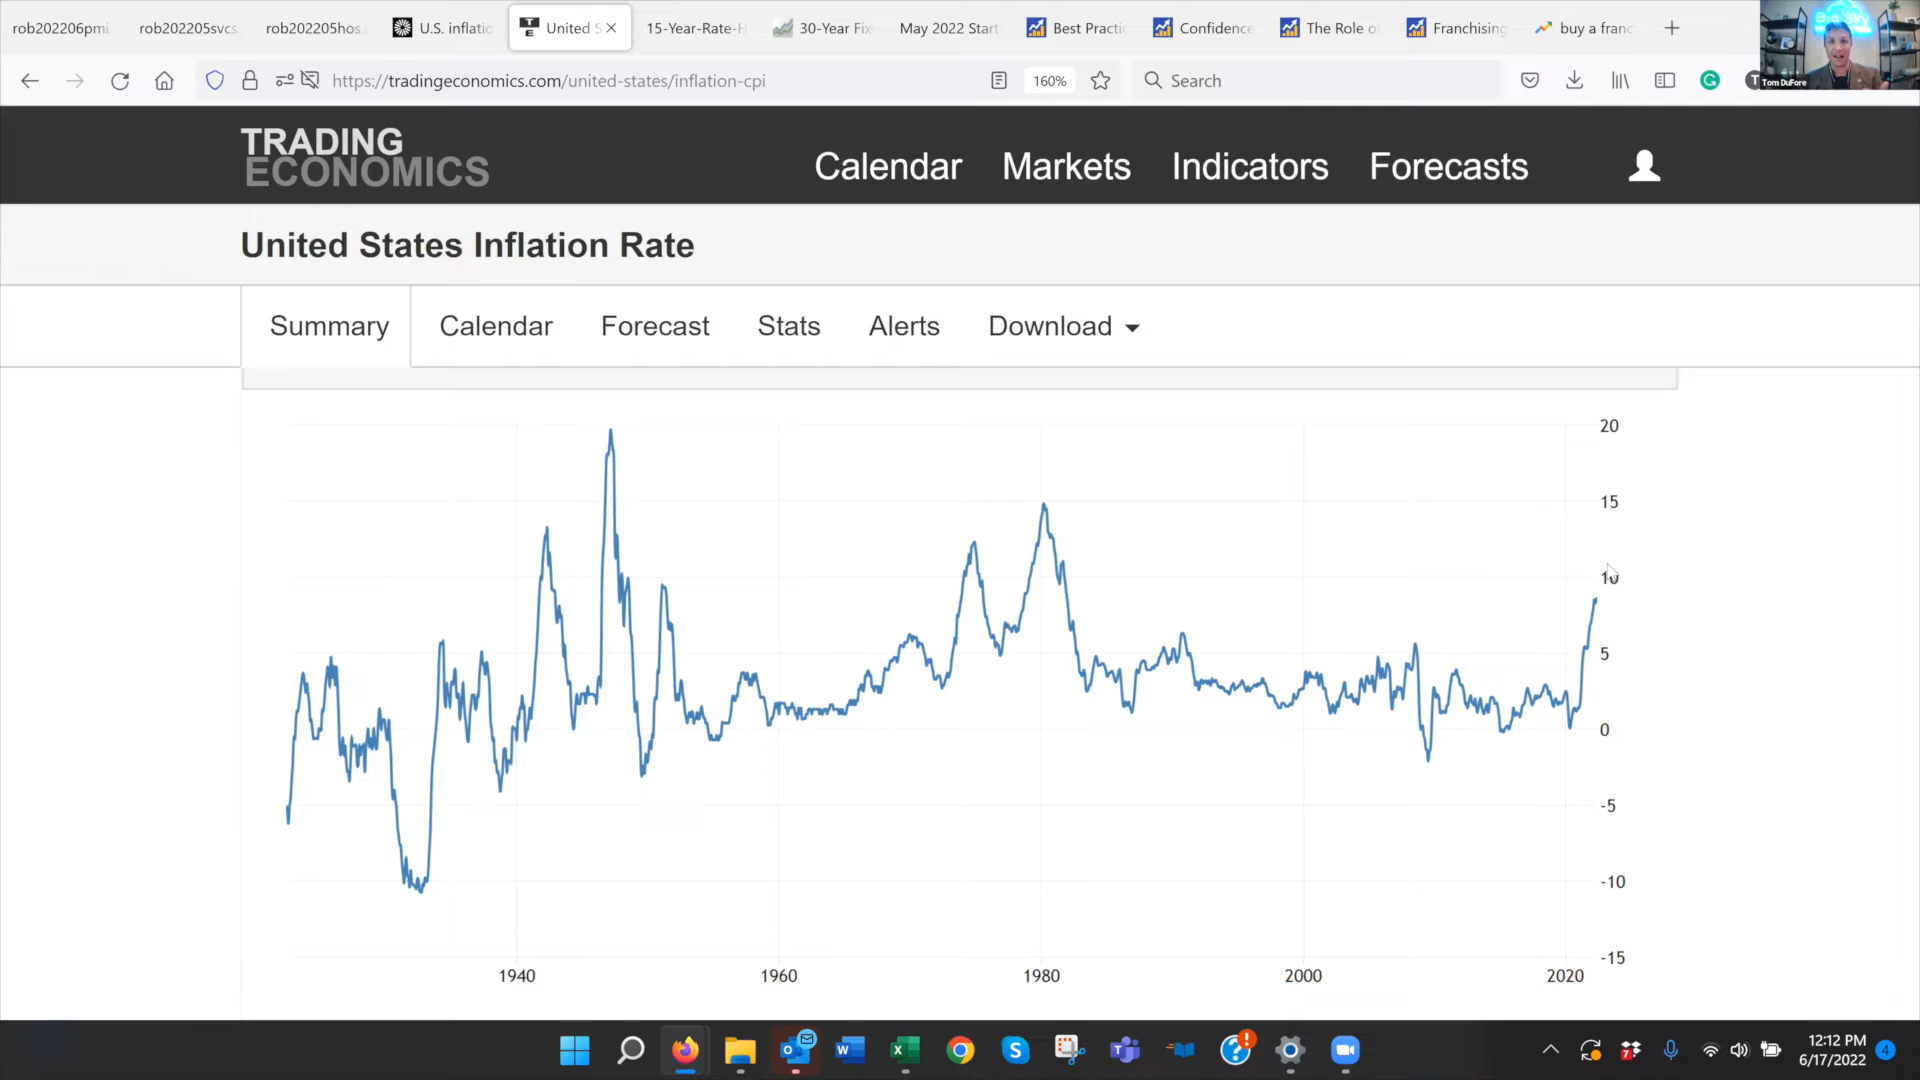 rob202206pmi
rob202205svcs
rob202205hos
U.S. inflatio
United S
15-Year-Rate-H
30-Year Fix
May 2022 Start
Best Practi
Confidence
The Role o
Franchising
buy a franc
Tom DuFore
https://tradingeconomics.com/united-states/inflation-cpi
160%
Search
TRADING
ECONOMICS
Calendar
Markets
Indicators
Forecasts
United States Inflation Rate
Summary
Calendar
Forecast
Stats
Alerts
Download
20
15
10
5
0
-5
-10
-15
1940
1960
1980
2000
2020
12:12 PM
6/17/2022
4